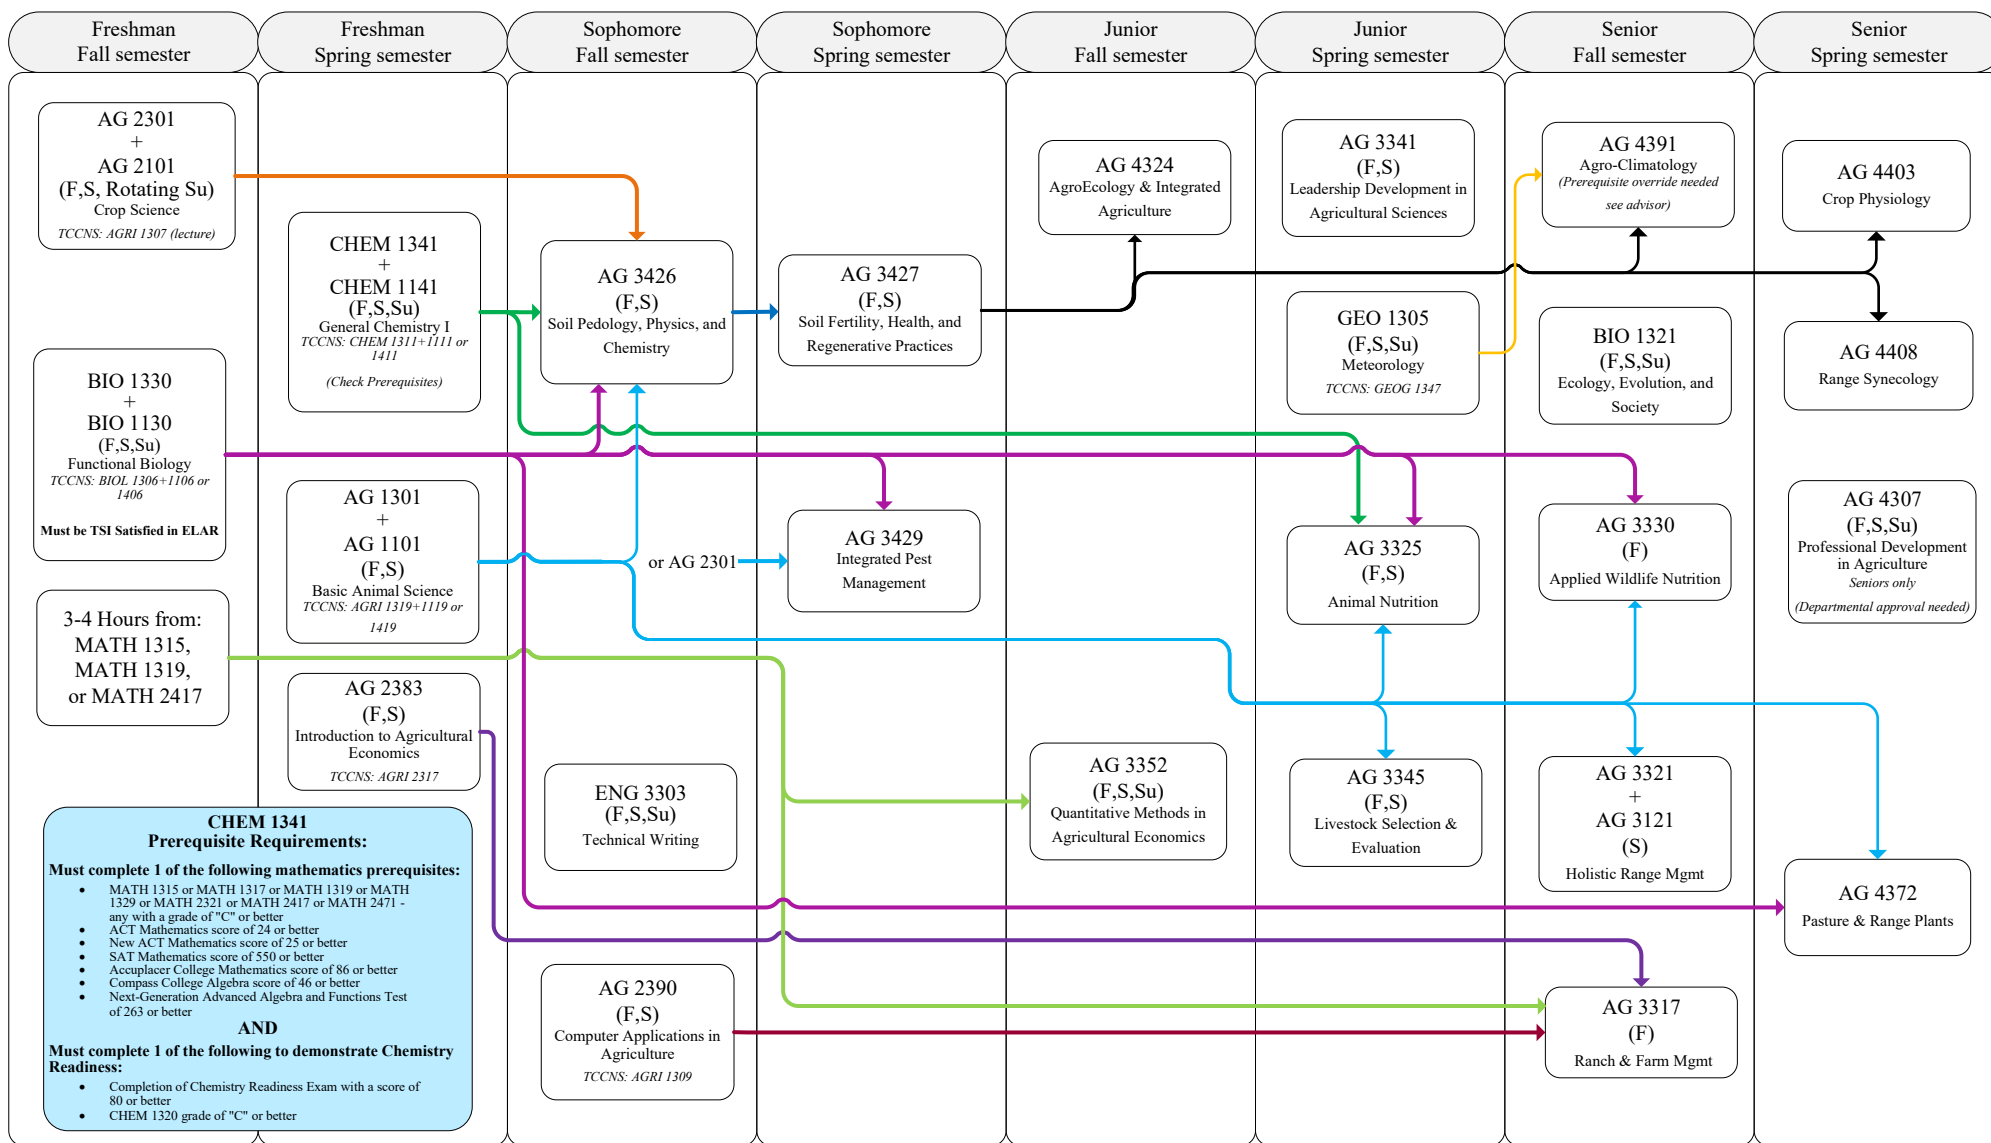 Freshman
Fall semester
Freshman
Spring semester
Sophomore
Fall semester
Sophomore
Spring semester
Junior
Fall semester
Junior
Spring semester
Senior
Fall semester
Senior
Spring semester
AG 2301
+
AG 2101
(F,S, Rotating Su)
Crop Science
TCCNS: AGRI 1307 (lecture)
BIO 1330
+
BIO 1130
(F,S,Su)
Functional Biology
TCCNS: BIOL 1306+1106 or
1406
Must be TSI Satisfied in ELAR
3-4 Hours from:
MATH 1315,
MATH 1319,
or MATH 2417
CHEM 1341
Prerequisite Requirements:
Must complete 1 of the following mathematics prerequisites:
• MATH 1315 or MATH 1317 or MATH 1319 or MATH
1329 or MATH 2321 or MATH 2417 or MATH 2471 -
any with a grade of "C" or better
• ACT Mathematics score of 24 or better
• New ACT Mathematics score of 25 or better
• SAT Mathematics score of 550 or better
• Accuplacer College Mathematics score of 86 or better
• Compass College Algebra score of 46 or better
• Next-Generation Advanced Algebra and Functions Test
of 263 or better
AND
Must complete 1 of the following to demonstrate Chemistry
Readiness:
• Completion of Chemistry Readiness Exam with a score of
80 or better
• CHEM 1320 grade of "C" or better
CHEM 1341
+
CHEM 1141
(F,S,Su)
General Chemistry I
TCCNS: CHEM 1311+1111 or
1411
(Check Prerequisites)
AG 1301
+
AG 1101
(F,S)
Basic Animal Science
TCCNS: AGRI 1319+1119 or
1419
AG 2383
(F,S)
Introduction to Agricultural
Economics
TCCNS: AGRI 2317
AG 3426
(F,S)
Soil Pedology, Physics, and
Chemistry
or AG 2301
ENG 3303
(F,S,Su)
Technical Writing
AG 2390
(F,S)
Computer Applications in
Agriculture
TCCNS: AGRI 1309
AG 3427
(F,S)
Soil Fertility, Health, and
Regenerative Practices
AG 3429
Integrated Pest
Management
AG 4324
AgroEcology & Integrated
Agriculture
AG 3352
(F,S,Su)
Quantitative Methods in
Agricultural Economics
AG 3341
(F,S)
Leadership Development in
Agricultural Sciences
GEO 1305
(F,S,Su)
Meteorology
TCCNS: GEOG 1347
AG 3325
(F,S)
Animal Nutrition
AG 3345
(F,S)
Livestock Selection &
Evaluation
AG 4391
Agro-Climatology
(Prerequisite override needed
see advisor)
BIO 1321
(F,S,Su)
Ecology, Evolution, and
Society
AG 3330
(F)
Applied Wildlife Nutrition
AG 3321
+
AG 3121
(S)
Holistic Range Mgmt
AG 3317
(F)
Ranch & Farm Mgmt
AG 4403
Crop Physiology
AG 4408
Range Synecology
AG 4307
(F,S,Su)
Professional Development
in Agriculture
Seniors only
(Departmental approval needed)
AG 4372
Pasture & Range Plants